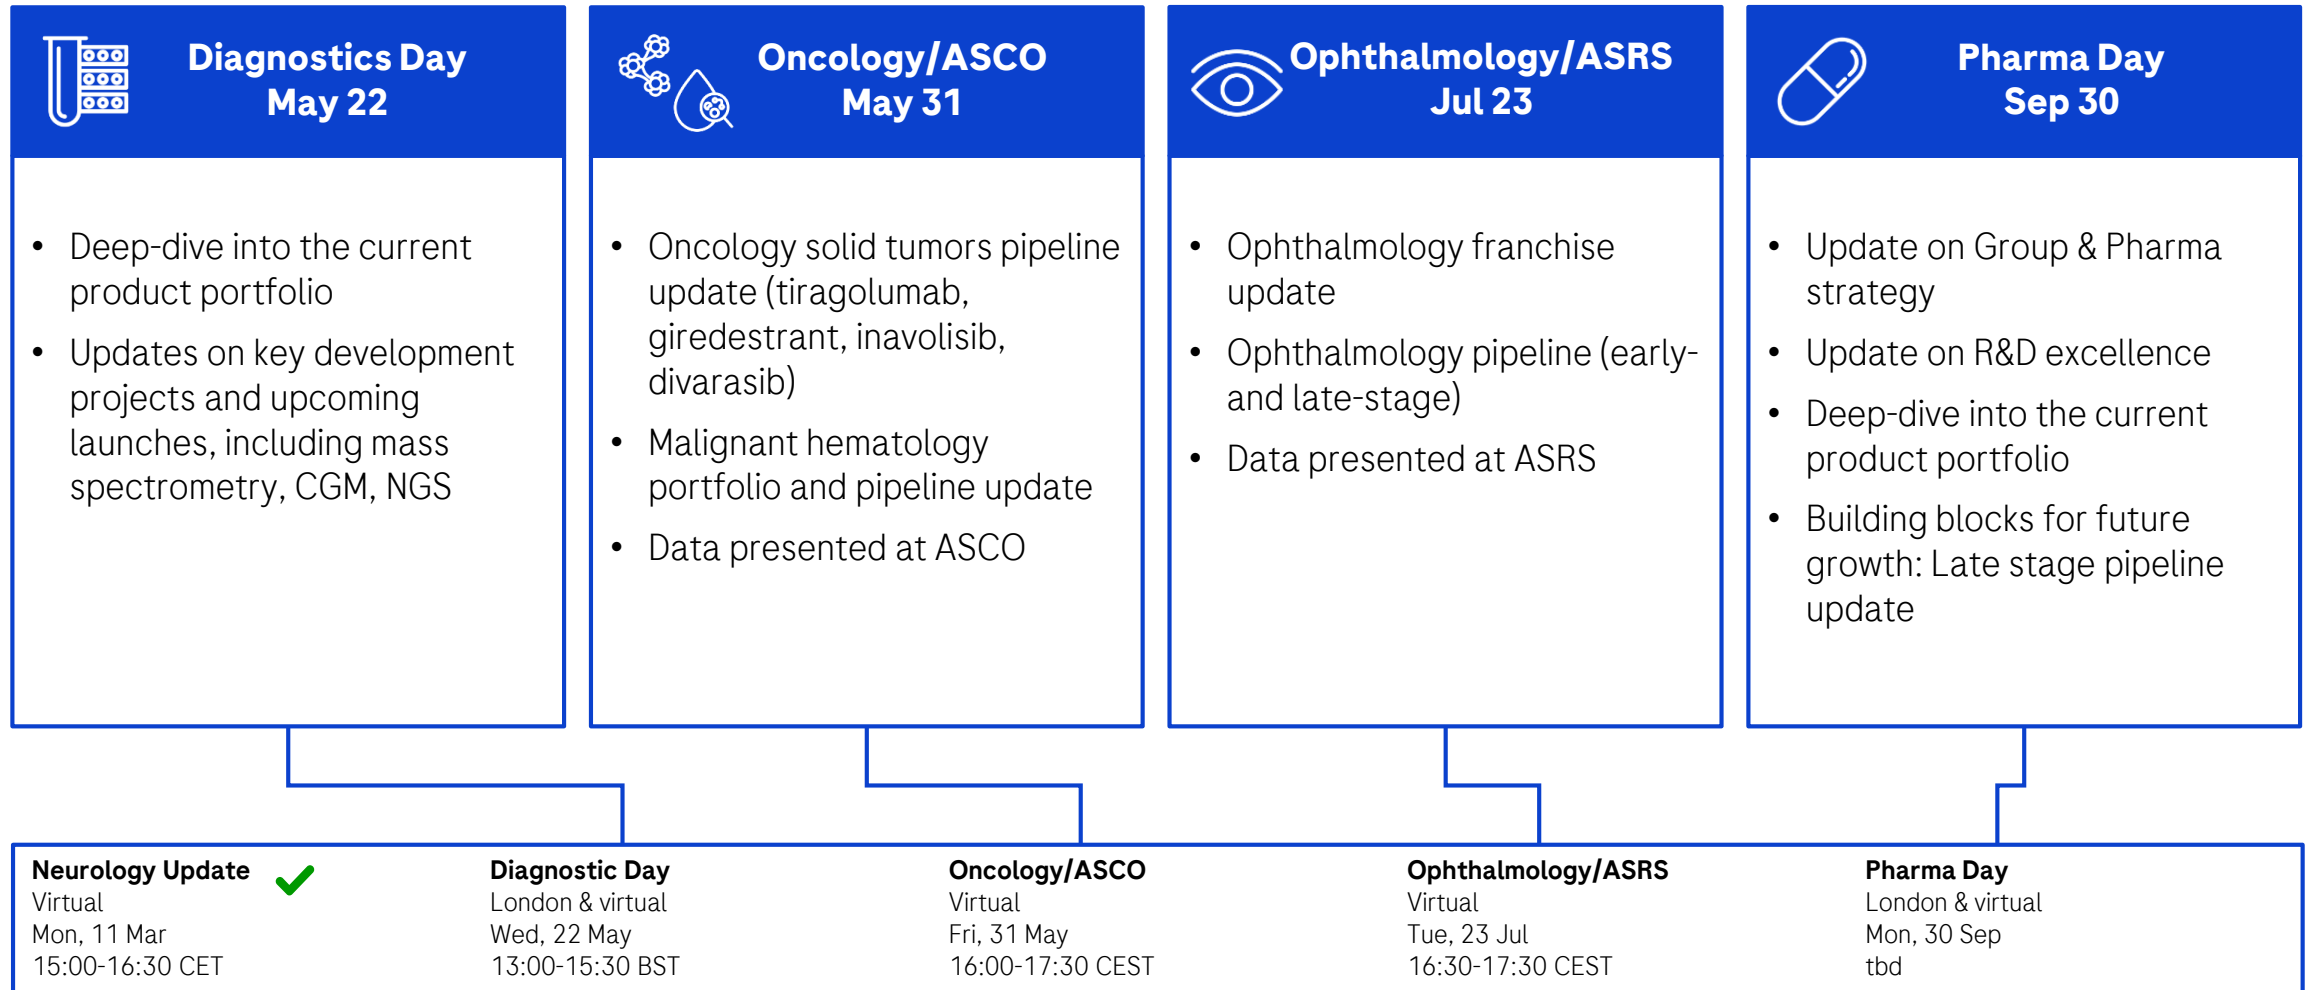 Diagnostics Day
May 22
• Deep-dive into the current
product portfolio
• Updates on key development
projects and upcoming
launches, including mass
spectrometry, CGM, NGS
Oncology/ASCO
May 31
• Oncology solid tumors pipeline
update (tiragolumab,
giredestrant, inavolisib,
divarasib)
• Malignant hematology
portfolio and pipeline update
• Data presented at ASCO
Ophthalmology/ASRS
Jul 23
• Ophthalmology franchise
update
• Ophthalmology pipeline (early-
and late-stage)
• Data presented at ASRS
Pharma Day
Sep 30
• Update on Group & Pharma
strategy
• Update on R&D excellence
• Deep-dive into the current
product portfolio
• Building blocks for future
growth: Late stage pipeline
update
Neurology Update
Virtual
Mon, 11 Mar
15:00-16:30 CET
Diagnostic Day
London & virtual
Wed, 22 May
13:00-15:30 BST
Oncology/ASCO
Virtual
Fri, 31 May
16:00-17:30 CEST
Ophthalmology/ASRS
Virtual
Tue, 23 Jul
16:30-17:30 CEST
Pharma Day
London & virtual
Mon, 30 Sep
tbd